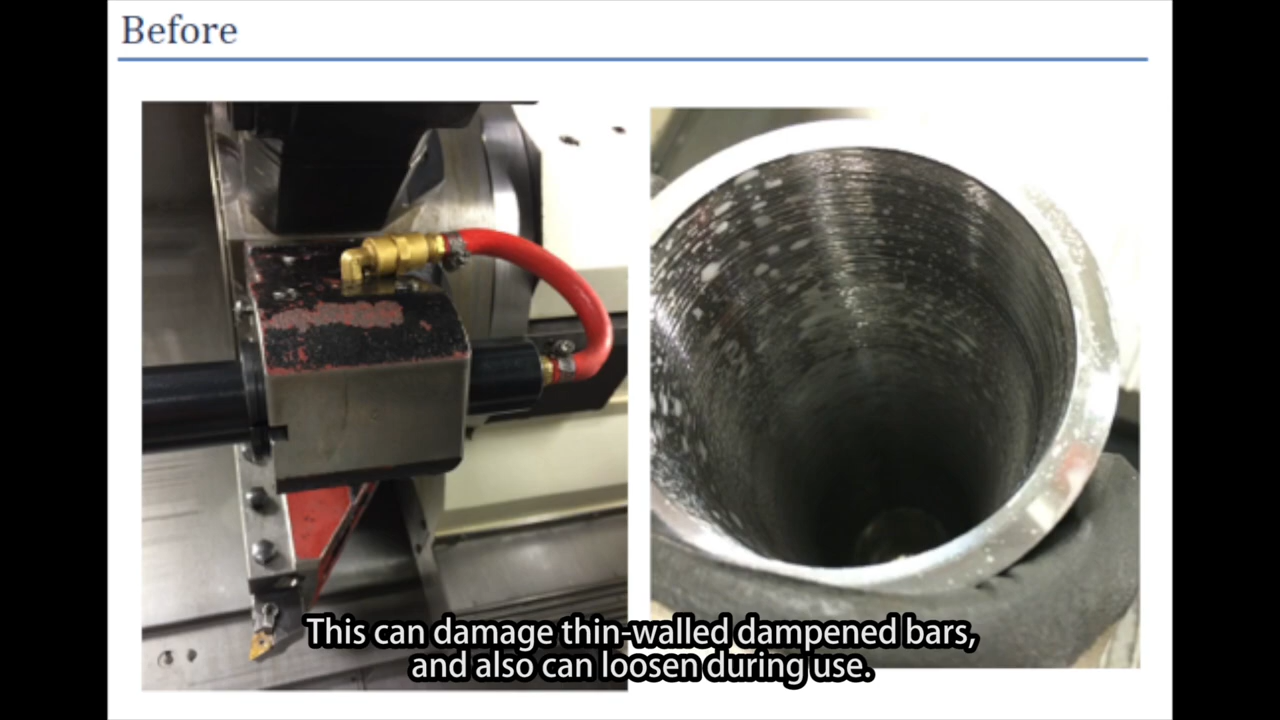 Before
This can damage thin-walled dampened bars,
and also can loosen during use.